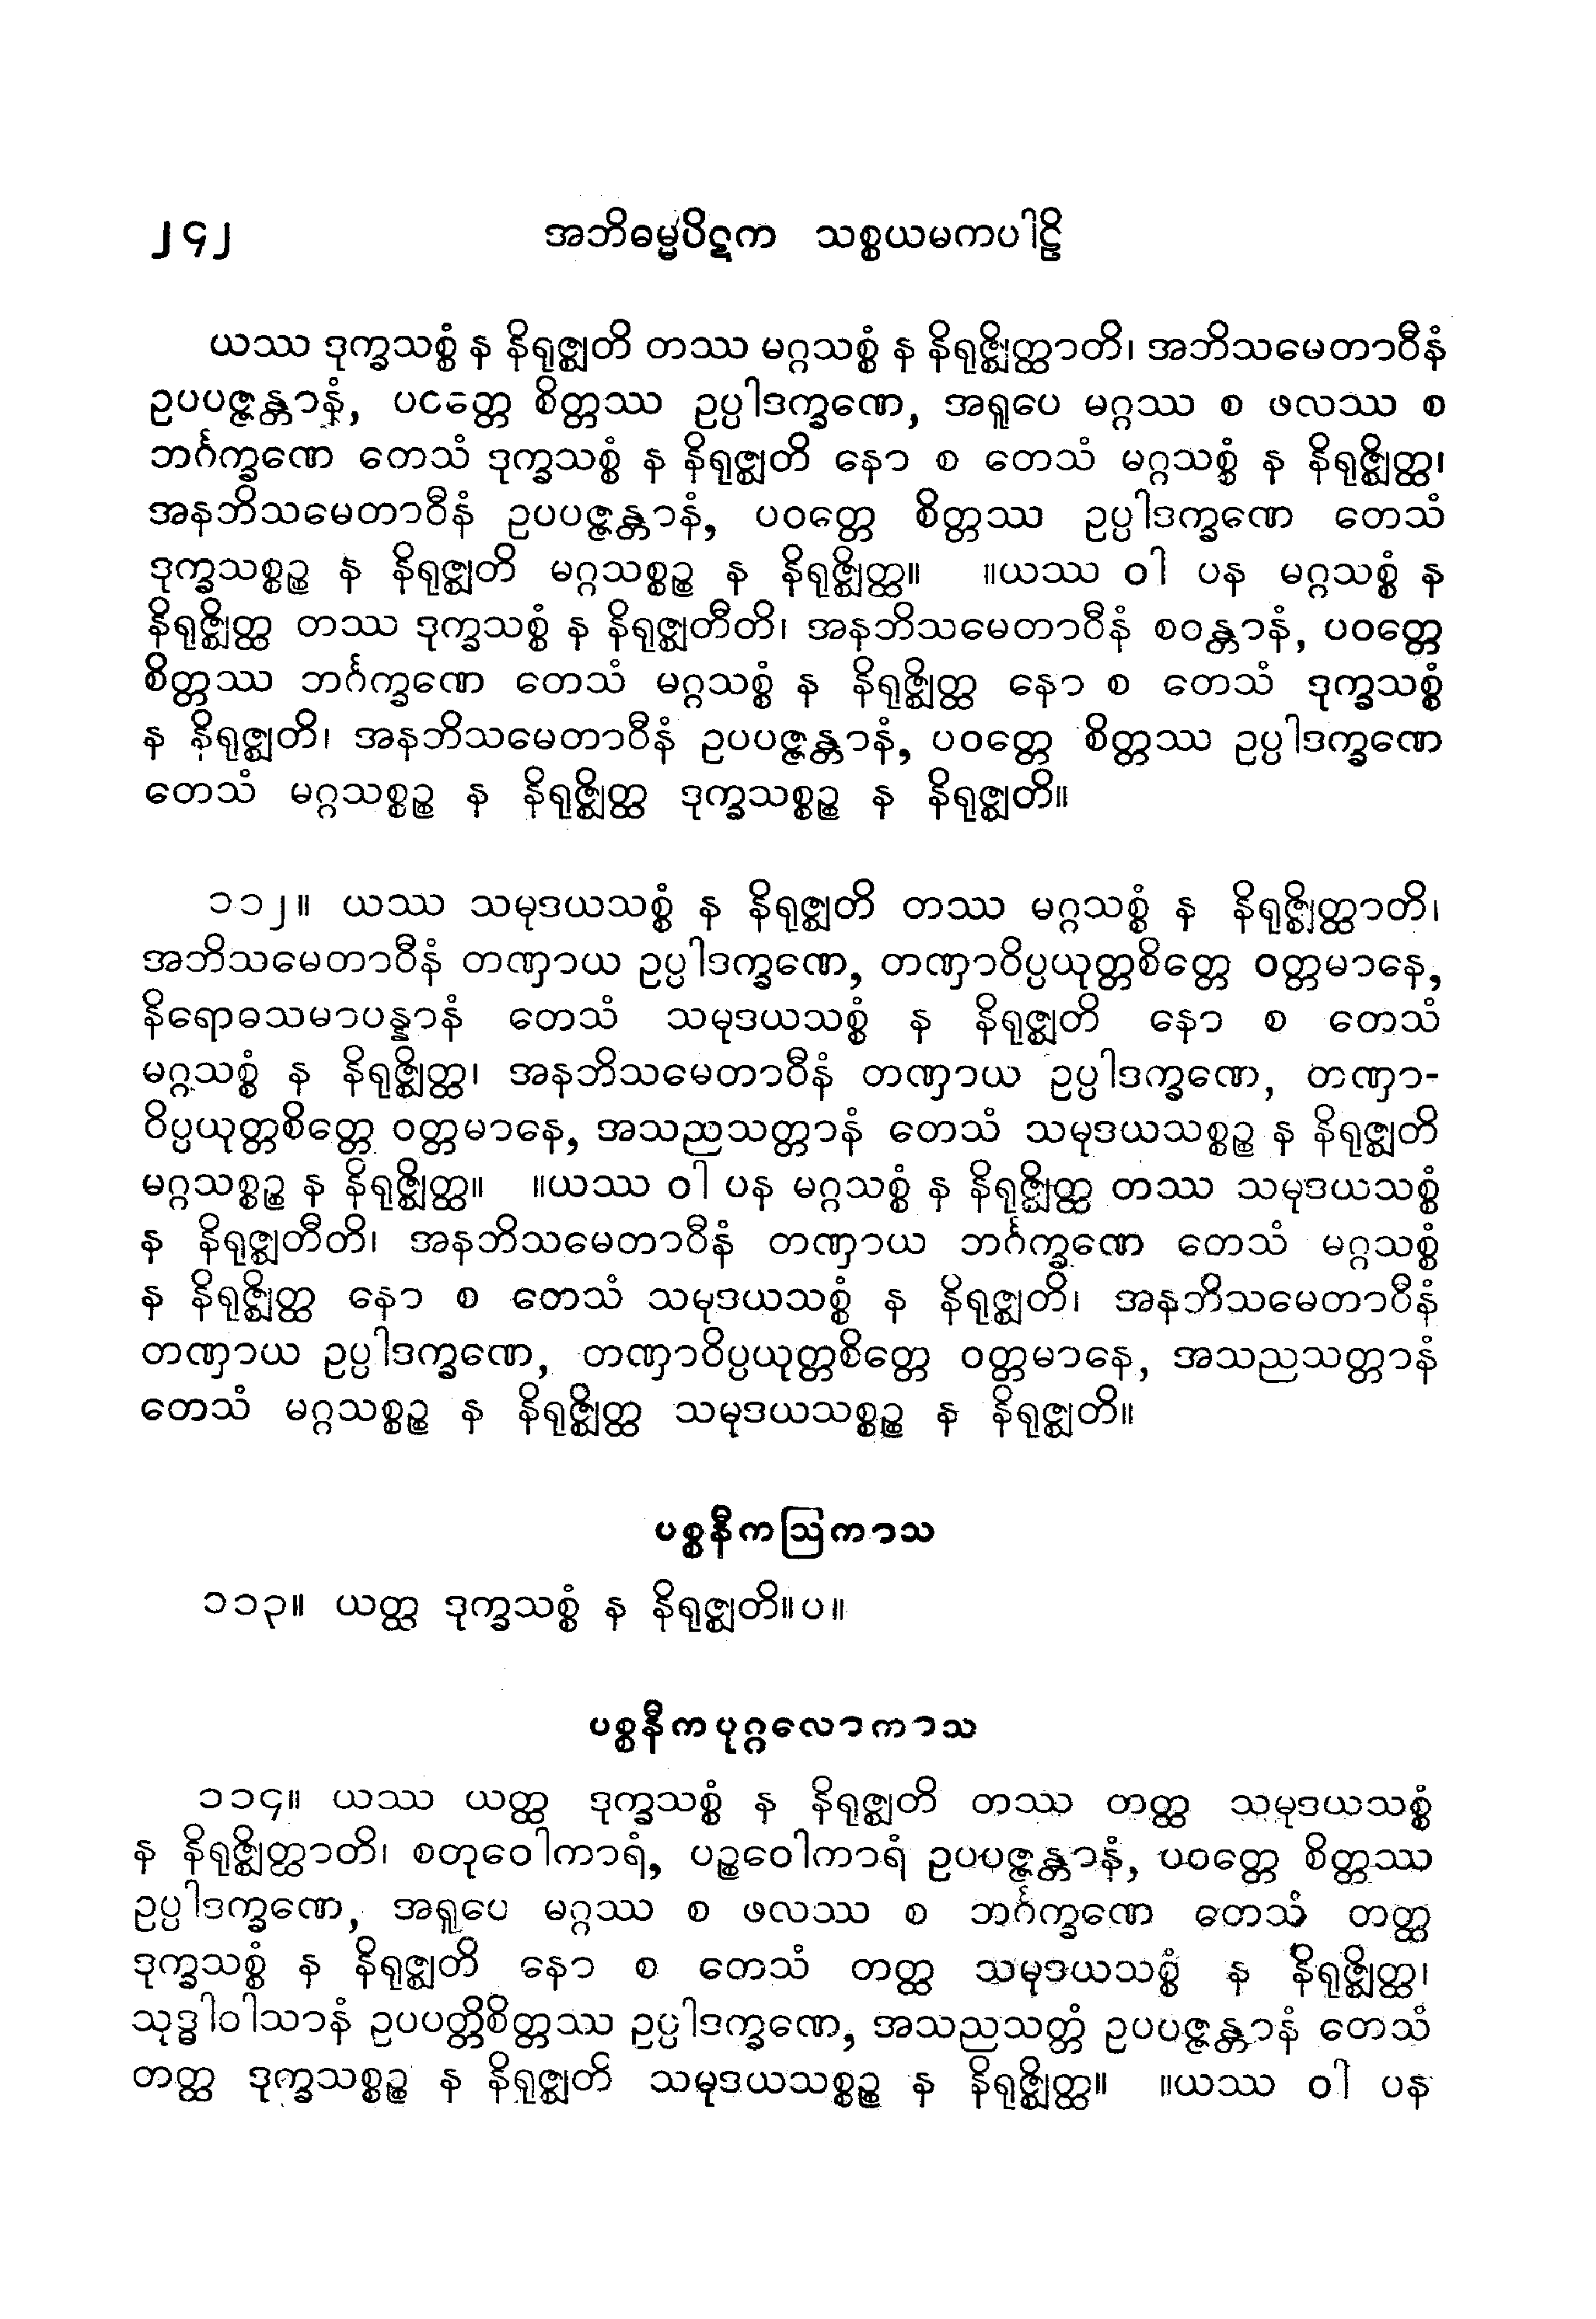 ၂၄၂ အဘိဓမ္မပိဋက သစ္စယမကပါဠိ
ယဿ ဒုက္ခသစ္စံ န နိရုဇ္ဈတိ တဿ မဂ္ဂသစ္စံ န နိရုဇ္ဈိတ္ထာတိ၊ အဘိသမေတာဝီနံ
ဥပပဇ္ဇန္တာနံ, ပဝတ္တေ စိတ္တဿ ဥပ္ပါဒက္ခဏေ, အရူပေ မဂ္ဂဿ စ ဖလဿ စ
ဘင်္ဂက္ခဏေ တေသံ ဒုက္ခသစ္စံ န နိရုဇ္ဈတိ နော စ တေသံ မဂ္ဂသစ္စံ န နိရုဇ္ဈိတ္ထ၊
အနဘိသမေတာဝီနံ ဥပပဇ္ဇန္တာနံ, ပဝတ္တေ စိတ္တဿ ဥပ္ပါဒက္ခဏေ တေသံ
ဒုက္ခသစ္စဉ္စ န နိရုဇ္ဈတိ မဂ္ဂသစ္စဉ္စ န နိရုဇ္ဈိတ္ထ။ ။ယဿ ဝါ ပန မဂ္ဂသစ္စံ န
နိရုဇ္ဈိတ္ထ တဿ ဒုက္ခသစ္စံ န နိရုဇ္ဈတီတိ၊ အနဘိသမေတာဝီနံ စဝန္တာနံ, ပဝတ္တေ
စိတ္တဿ ဘင်္ဂက္ခဏေ တေသံ မဂ္ဂသစ္စံ န နိရုဇ္ဈိတ္ထ နော စ တေသံ ဒုက္ခသစ္စံ
န နိရုဇ္ဈတိ၊ အနဘိသမေတာဝီနံ ဥပပဇ္ဇန္တာနံ, ပဝတ္တေ စိတ္တဿ ဥပ္ပါဒက္ခဏေ
တေသံ မဂ္ဂသစ္စဉ္စ န နိရုဇ္ဈိတ္ထ ဒုက္ခသစ္စဉ္စ န နိရုဇ္ဈတိ။
၁၁၂။ ယဿ သမုဒယသစ္စံ န နိရုဇ္ဈတိ တဿ မဂ္ဂသစ္စံ န နိရုဇ္ဈိတ္ထာတိ၊
အဘိသမေတာဝီနံ တဏှာယ ဥပ္ပါဒက္ခဏေ, တဏှာဝိပ္ပယုတ္တစိတ္တေ ဝတ္တမာနေ,
နိရောဓသမာပန္နာနံ တေသံ သမုဒယသစ္စံ န နိရုဇ္ဈတိ နော စ တေသံ
မဂ္ဂသစ္စံ န နိရုဇ္ဈိတ္ထ၊ အနဘိသမေတာဝီနံ တဏှာယ ဥပ္ပါဒက္ခဏေ, တဏှာ-
ဝိပ္ပယုတ္တစိတ္တေ ဝတ္တမာနေ, အသညသတ္တာနံ တေသံ သမုဒယသစ္စဉ္စ န နိရုဇ္ဈတိ
မဂ္ဂသစ္စဉ္စ န နိရုဇ္ဈိတ္ထ။ ။ယဿ ဝါ ပန မဂ္ဂသစ္စံ န နိရုဇ္ဈိတ္ထ တဿ သမုဒယသစ္စံ
န နိရုဇ္ဈတီတိ၊ အနဘိသမေတာဝီနံ တဏှာယ ဘင်္ဂက္ခဏေ တေသံ မဂ္ဂသစ္စံ
န နိရုဇ္ဈိတ္ထ နော စ တေသံ သမုဒယသစ္စံ န နိရုဇ္ဈတိ၊ အနဘိသမေတာဝီနံ
တဏှာယ ဥပ္ပါဒက္ခဏေ, တဏှာဝိပ္ပယုတ္တစိတ္တေ ဝတ္တမာနေ, အသညသတ္တာနံ
တေသံ မဂ္ဂသစ္စဉ္စ န နိရုဇ္ဈိတ္ထ သမုဒယသစ္စဉ္စ န နိရုဇ္ဈတိ။
ပစ္စနီကဩကာသ
၁၁၃။ ယတ္ထ ဒုက္ခသစ္စံ န နိရုဇ္ဈတိ။ပ။
ပစ္စနီကပုဂ္ဂလောကာသ
၁၁၄။ ယဿ ယတ္ထ ဒုက္ခသစ္စံ န နိရုဇ္ဈတိ တဿ တတ္ထ သမုဒယသစ္စံ
န နိရုဇ္ဈိတ္ထာတိ၊ စတုဝေါကာရံ, ပဉ္စဝေါကာရံ ဥပပဇ္ဇန္တာနံ, ပဝတ္တေ စိတ္တဿ
ဥပ္ပါဒက္ခဏေ, အရူပေ မဂ္ဂဿ စ ဖလဿ စ ဘင်္ဂက္ခဏေ တေသံ တတ္ထ
ဒုက္ခသစ္စံ န နိရုဇ္ဈတိ နော စ တေသံ တတ္ထ သမုဒယသစ္စံ န နိရုဇ္ဈိတ္ထ၊
သုဒ္ဓါဝါသာနံ ဥပပတ္တိစိတ္တဿ ဥပ္ပါဒက္ခဏေ, အသညသတ္တံ ဥပပဇ္ဇန္တာနံ တေသံ
တတ္ထ ဒုက္ခသစ္စဉ္စ န နိရုဇ္ဈတိ သမုဒယသစ္စဉ္စ န နိရုဇ္ဈိတ္ထ။ ။ယဿ ဝါ ပန